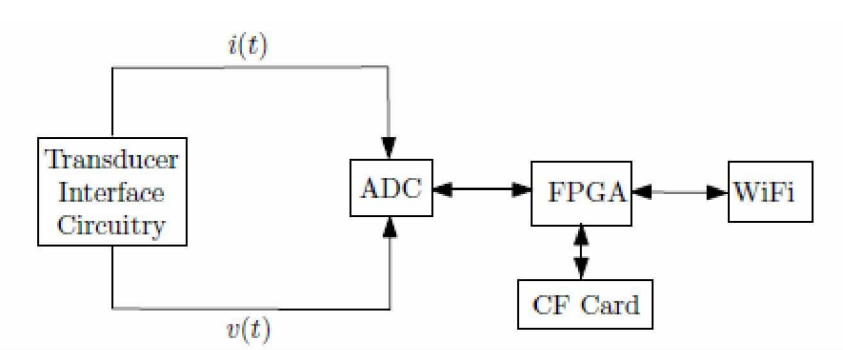 i(t)
Transducer
Interface
Circuitry
ADC
FPGA
WiFi
CF Card
v(t)